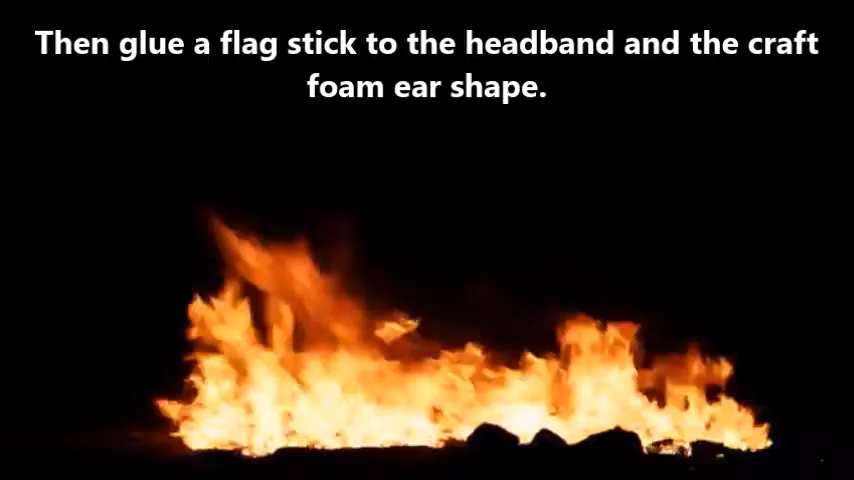 Then glue a flag stick to the headband and the craft
foam ear shape.